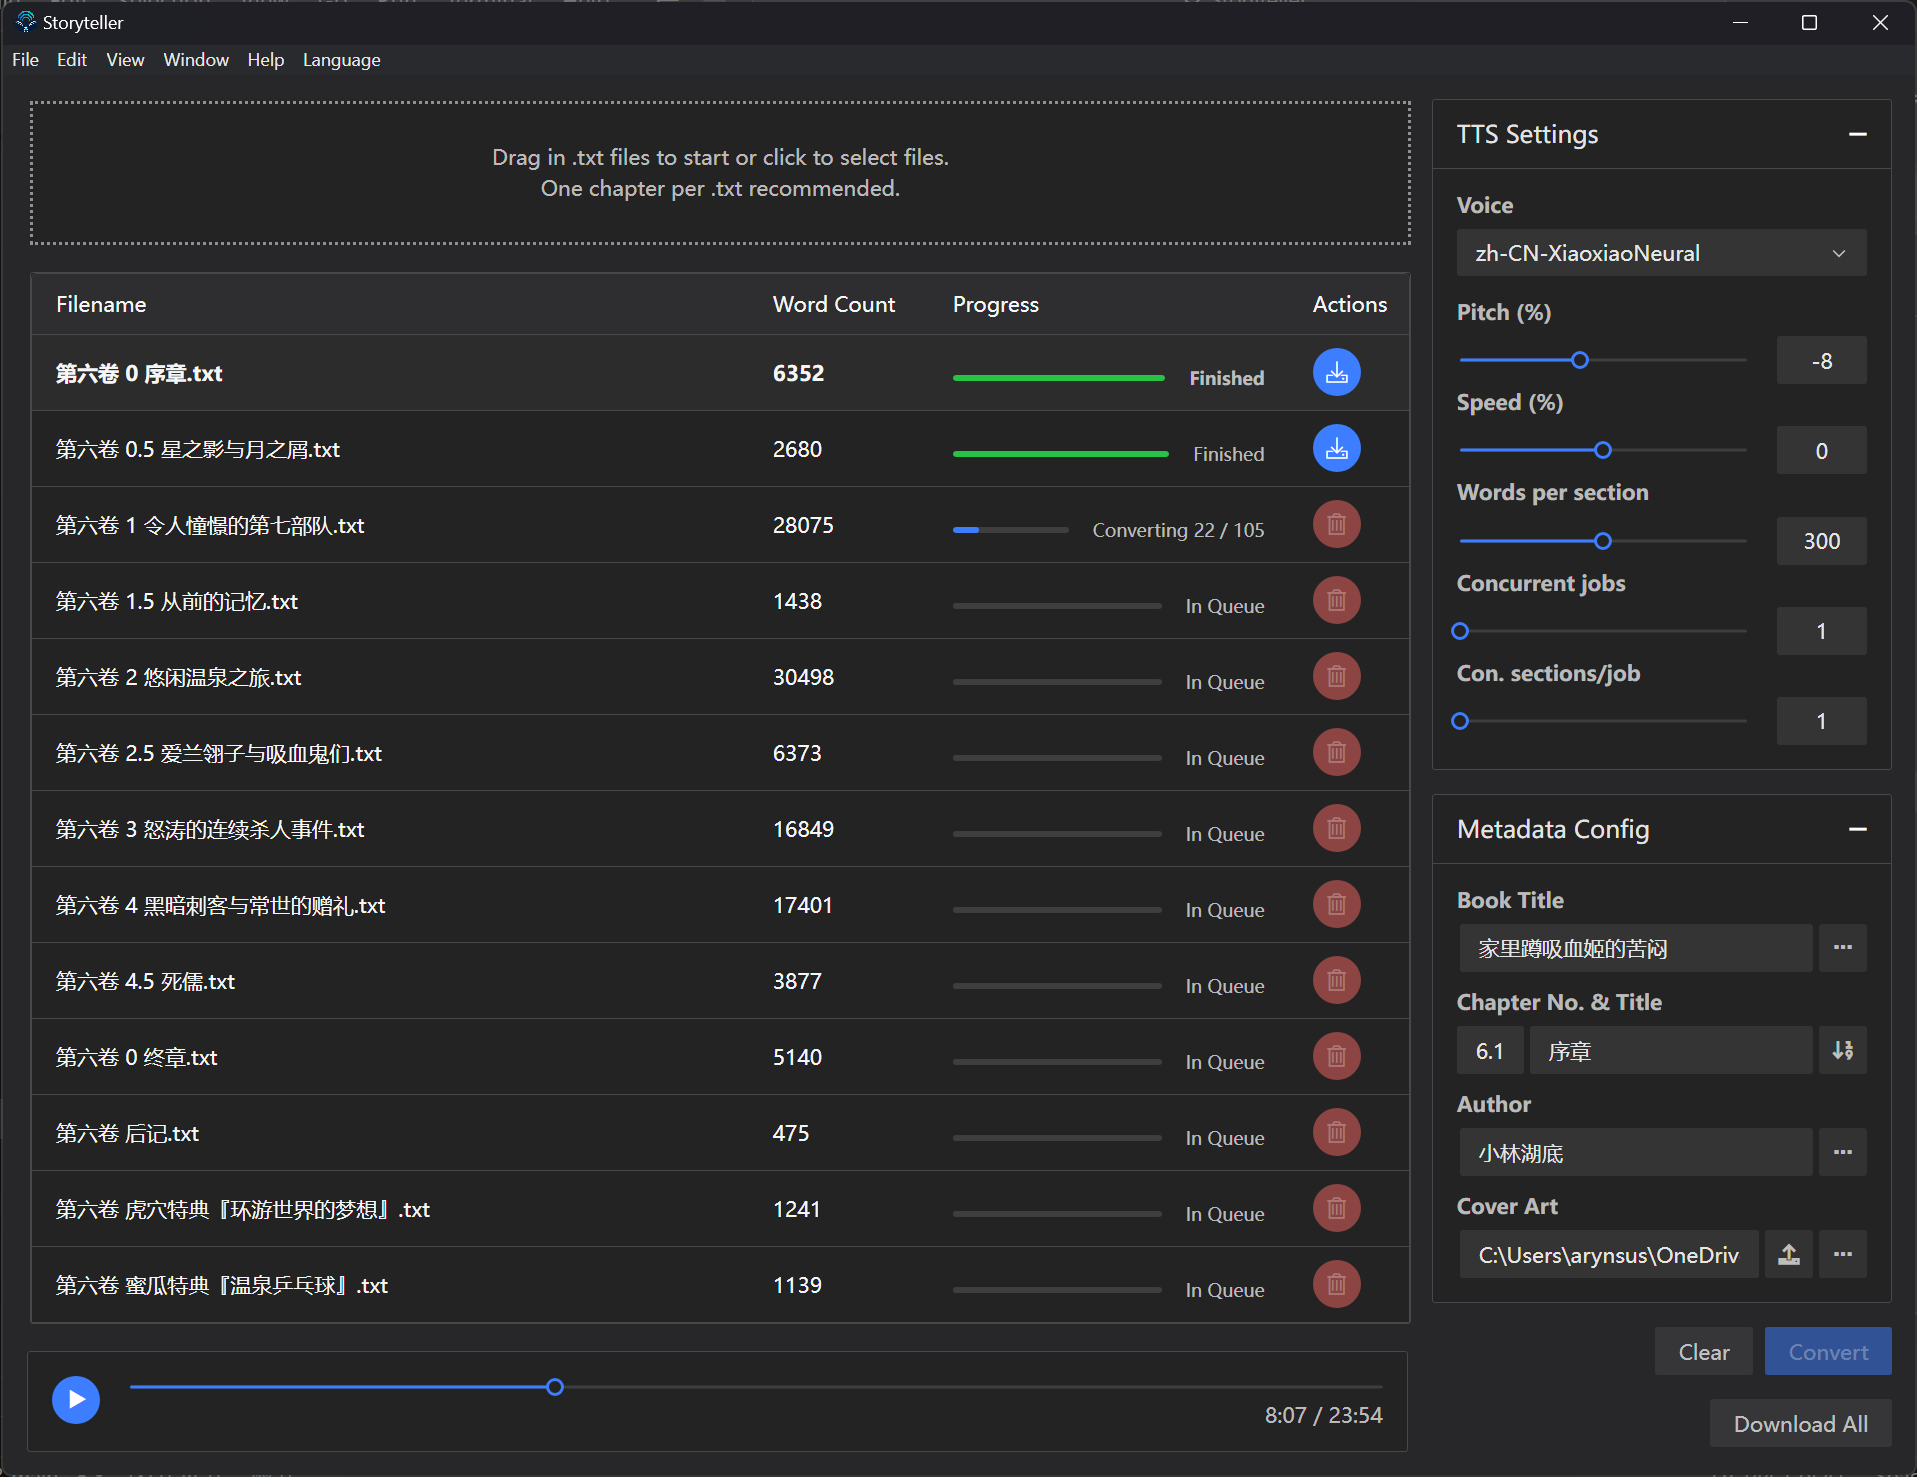 Storyteller
File Edit View Window Help Language
Drag in .txt files to start or click to select files.
One chapter per .txt recommended.
Filename Word Count Progress Actions
第六卷 0 序章.txt 6352 Finished
第六卷 0.5 星之影与月之屑.txt 2680 Finished
第六卷 1 令人憧憬的第七部队.txt 28075 Converting 22 / 105
第六卷 1.5 从前的记忆.txt 1438 In Queue
第六卷 2 悠闲温泉之旅.txt 30498 In Queue
第六卷 2.5 爱兰翎子与吸血鬼们.txt 6373 In Queue
第六卷 3 怒涛的连续杀人事件.txt 16849 In Queue
第六卷 4 黑暗刺客与常世的赠礼.txt 17401 In Queue
第六卷 4.5 死儒.txt 3877 In Queue
第六卷 0 终章.txt 5140 In Queue
第六卷 后记.txt 475 In Queue
第六卷 虎穴特典『环游世界的梦想』.txt 1241 In Queue
第六卷 蜜瓜特典『温泉乒乓球』.txt 1139 In Queue
8:07 / 23:54
TTS Settings
Voice
zh-CN-XiaoxiaoNeural
Pitch (%)
-8
Speed (%)
0
Words per section
300
Concurrent jobs
1
Con. sections/job
1
Metadata Config
Book Title
家里蹲吸血姬的苦闷
Chapter No. & Title
6.1 序章
Author
小林湖底
Cover Art
C:\Users\arynsus\OneDriv
Clear Convert
Download All